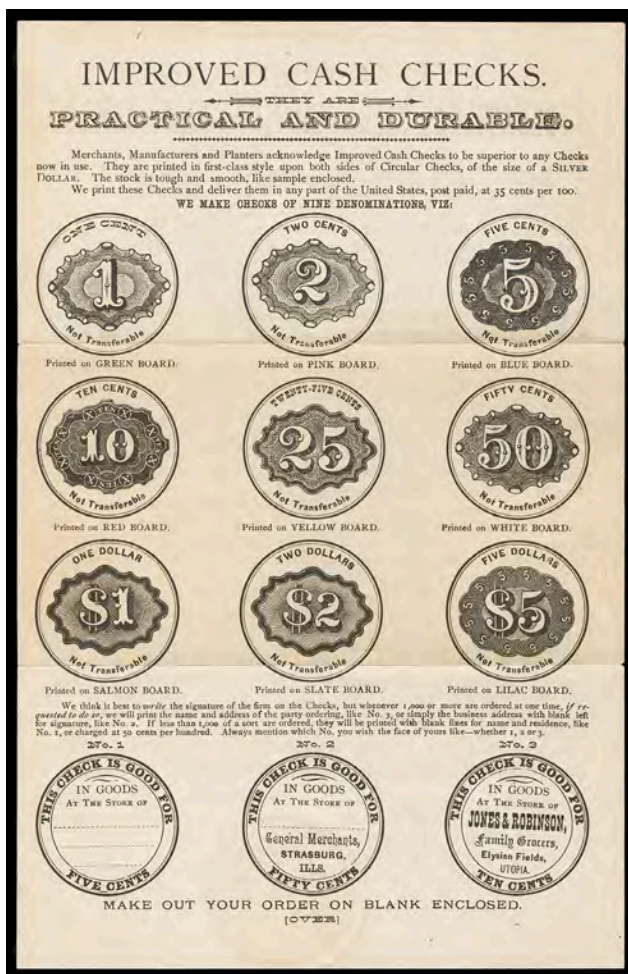 IMPROVED CASH CHECKS.
THEY ARE
PRACTICAL AND DURABLE.
Merchants, Manufacturers and Planters acknowledge Improved Cash Checks to be superior to any Checks
now in use. They are printed in first-class style upon both sides of Circular Checks, of the size of a SILVER
DOLLAR. The stock is tough and smooth, like sample enclosed.
We print these Checks and deliver them in any part of the United States, post paid, at 35 cents per 100.
WE MAKE CHECKS OF NINE DENOMINATIONS, VIZ:
ONE CENT
1
Not Transferable
Printed on GREEN BOARD.
TWO CENTS
2
Not Transferable
Printed on PINK BOARD.
FIVE CENTS
5
Not Transferable
Printed on BLUE BOARD.
TEN CENTS
10
Not Transferable
Printed on RED BOARD.
TWENTY-FIVE CENTS
25
Not Transferable
Printed on YELLOW BOARD.
FIFTY CENTS
50
Not Transferable
Printed on WHITE BOARD.
ONE DOLLAR
$1
Not Transferable
Printed on SALMON BOARD.
TWO DOLLARS
$2
Not Transferable
Printed on SLATE BOARD.
FIVE DOLLARS
$5
Not Transferable
Printed on LILAC BOARD.
We think it best to write the signature of the firm on the Checks, but whenever 1,000 or more are ordered at one time, if re-
quested to do so, we will print the name and address of the party ordering, like No. 3, or simply the business address with blank left
for signature, like No. 2. If less than 1,000 of a sort are ordered, they will be printed with blank lines for name and residence, like
No. 1, or charged at 50 cents per hundred. Always mention which No. you wish the face of yours like—whether 1, 2 or 3.
No. 1
THIS CHECK IS GOOD FOR
IN GOODS
AT THE STORE OF
FIVE CENTS
No. 2
THIS CHECK IS GOOD FOR
IN GOODS
AT THE STORE OF
General Merchants,
STRASBURG,
ILLS.
FIFTY CENTS
No. 3
THIS CHECK IS GOOD FOR
IN GOODS
AT THE STORE OF
JONES & ROBINSON,
Family Grocers,
Elysian Fields,
UTOPIA.
TEN CENTS
MAKE OUT YOUR ORDER ON BLANK ENCLOSED.
[OVER]